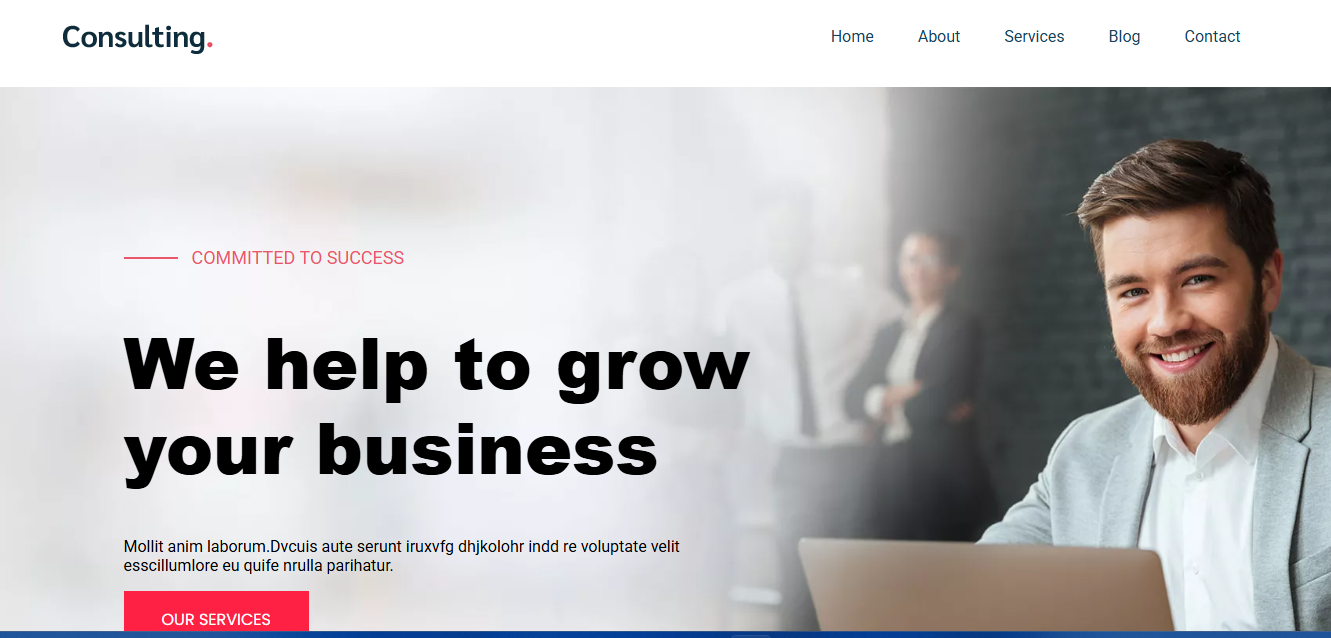 Consulting.
Home About Services Blog Contact
COMMITTED TO SUCCESS
We help to grow
your business
Mollit anim laborum.Dvcuis aute serunt iruxvfg dhjkolohr indd re voluptate velit
esscillumlore eu quife nrulla parihatur.
OUR SERVICES